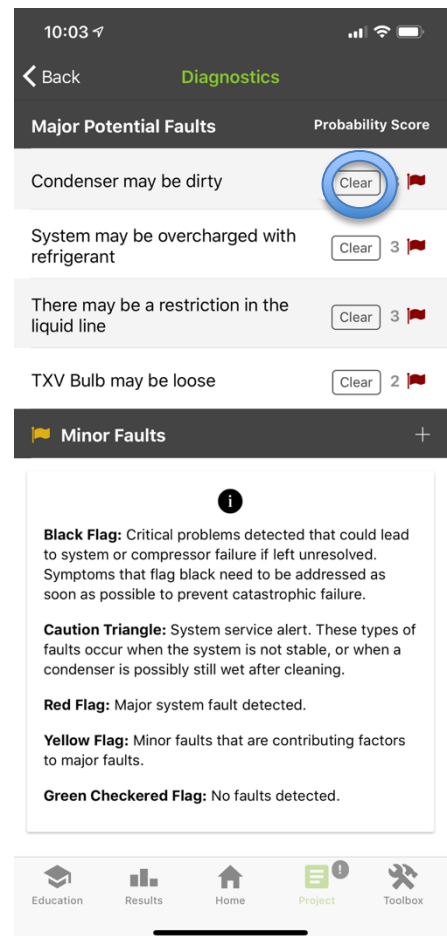 10:03
Back Diagnostics
Major Potential Faults Probability Score
Condenser may be dirty Clear
System may be overcharged with
refrigerant Clear 3
There may be a restriction in the
liquid line Clear 3
TXV Bulb may be loose Clear 2
Minor Faults +
Black Flag: Critical problems detected that could lead
to system or compressor failure if left unresolved.
Symptoms that flag black need to be addressed as
soon as possible to prevent catastrophic failure.
Caution Triangle: System service alert. These types of
faults occur when the system is not stable, or when a
condenser is possibly still wet after cleaning.
Red Flag: Major system fault detected.
Yellow Flag: Minor faults that are contributing factors
to major faults.
Green Checkered Flag: No faults detected.
Education Results Home Project Toolbox